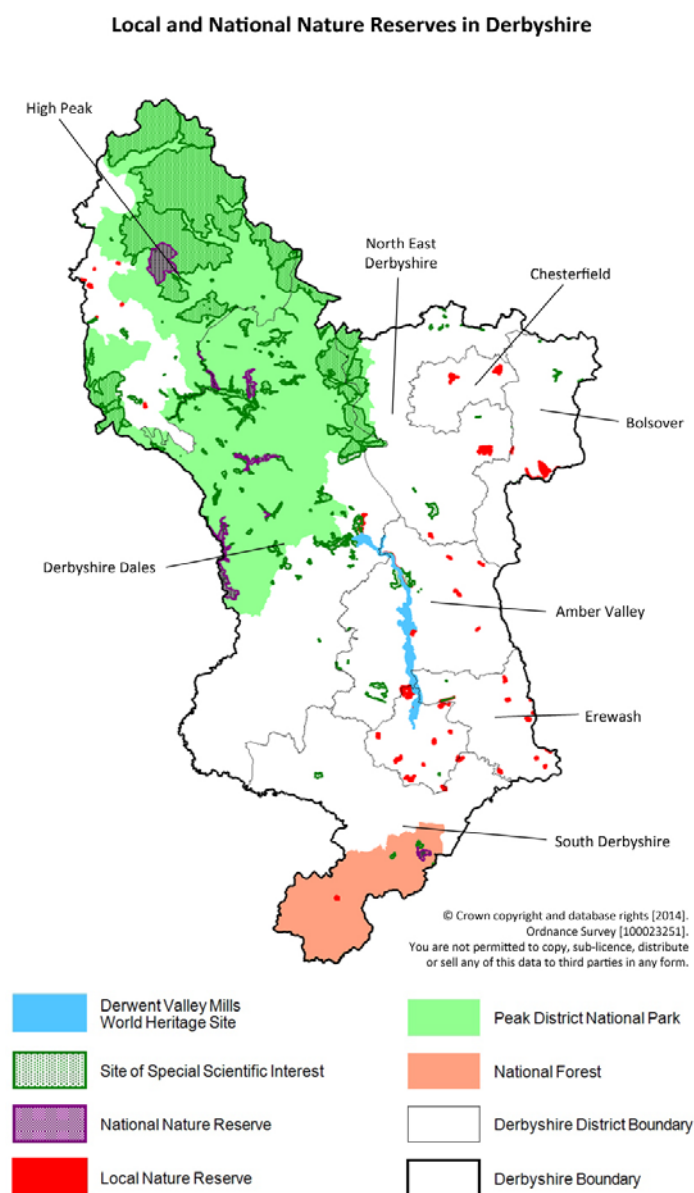 Local and National Nature Reserves in Derbyshire
High Peak
North East
Derbyshire
Chesterfield
Bolsover
Derbyshire Dales
Amber Valley
Erewash
South Derbyshire
© Crown copyright and database rights [2014].
Ordnance Survey [100023251].
You are not permitted to copy, sub-licence, distribute
or sell any of this data to third parties in any form.
Derwent Valley Mills
World Heritage Site
Peak District National Park
Site of Special Scientific Interest
National Forest
National Nature Reserve
Derbyshire District Boundary
Local Nature Reserve
Derbyshire Boundary